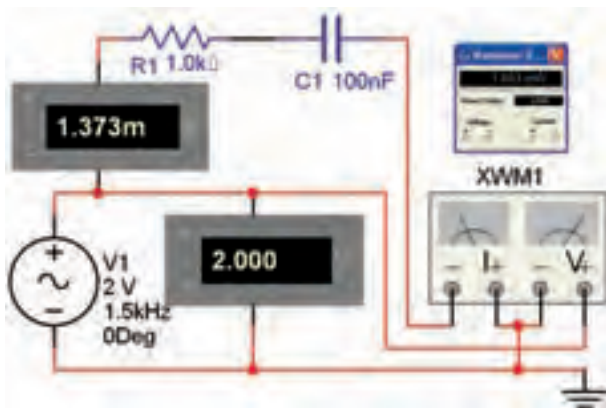 R1 1.0kΩ
C1 100nF
1.373m
XWM1
2.000
V1
2 V
1.5kHz
0Deg
+
−
− I+ − V+